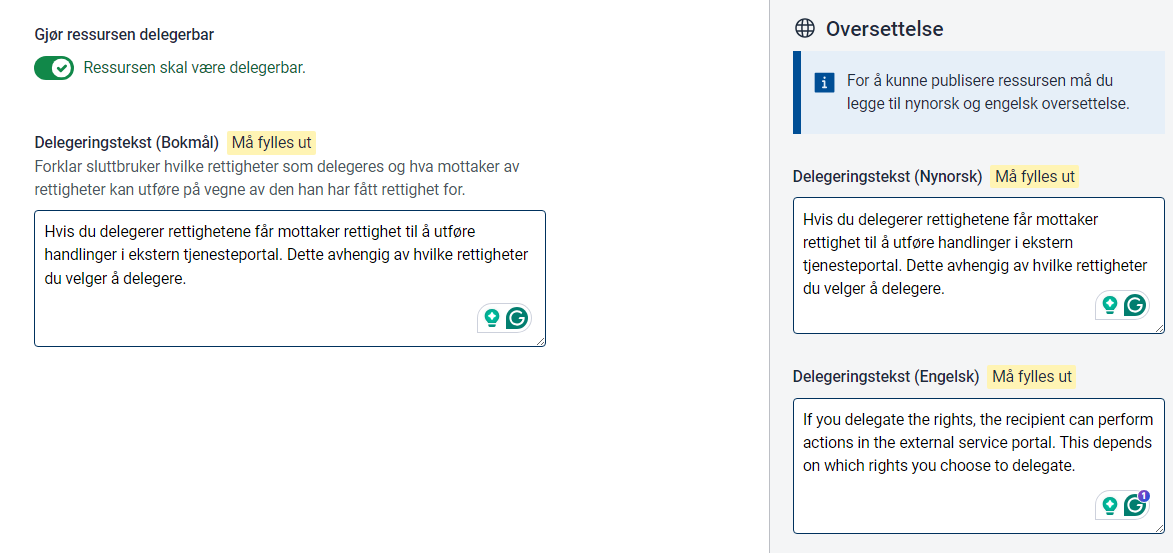 Gjør ressursen delegerbar
Ressursen skal være delegerbar.
Delegeringstekst (Bokmål) Må fylles ut
Forklar sluttbruker hvilke rettigheter som delegeres og hva mottaker av
rettigheter kan utføre på vegne av den han har fått rettighet for.
Hvis du delegerer rettighetene får mottaker rettighet til å utføre
handlinger i ekstern tjenesteportal. Dette avhengig av hvilke rettigheter
du velger å delegere.
Oversettelse
For å kunne publisere ressursen må du
legge til nynorsk og engelsk oversettelse.
Delegeringstekst (Nynorsk) Må fylles ut
Hvis du delegerer rettighetene får mottaker
rettighet til å utføre handlinger i ekstern
tjenesteportal. Dette avhengig av hvilke rettigheter
du velger å delegere.
Delegeringstekst (Engelsk) Må fylles ut
If you delegate the rights, the recipient can perform
actions in the external service portal. This depends
on which rights you choose to delegate.
1